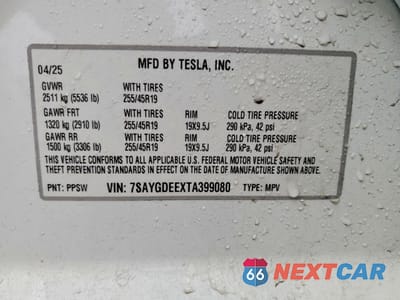 MFD BY TESLA, INC.
04/25
GVWR WITH TIRES
2511 kg (5536 lb) 255/45R19
GAWR FRT WITH TIRES RIM COLD TIRE PRESSURE
1320 kg (2910 lb) 255/45R19 19X9.5J 290 kPa, 42 psi
GAWR RR WITH TIRES RIM COLD TIRE PRESSURE
1500 kg (3306 lb) 255/45R19 19X9.5J 290 kPa, 42 psi
THIS VEHICLE CONFORMS TO ALL APPLICABLE U.S. FEDERAL MOTOR VEHICLE SAFETY AND
THEFT PREVENTION STANDARDS IN EFFECT ON THE DATE OF MANUFACTURE SHOWN ABOVE.
PNT: PPSW VIN: 7SAYGDEEXTA399080 TYPE: MPV
66 NEXTCAR